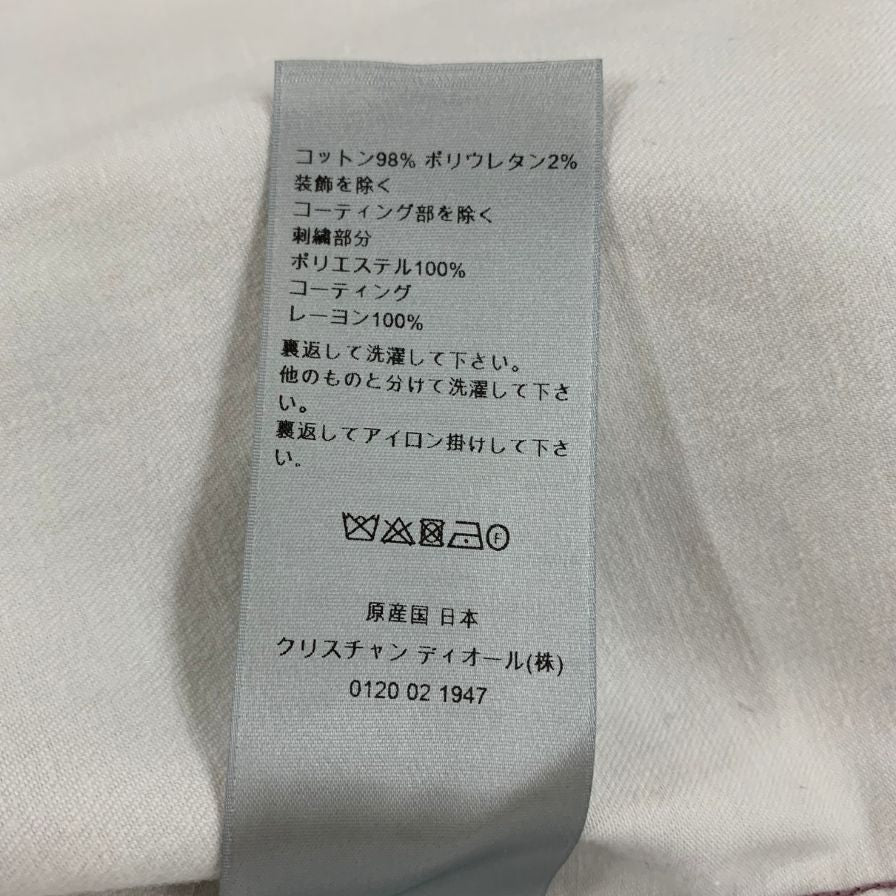 コットン98% ポリウレタン2%
装飾を除く
コーティング部を除く
刺繍部分
ポリエステル100%
コーティング
レーヨン100%
裏返して洗濯して下さい。
他のものと分けて洗濯して下さ
い。
裏返してアイロン掛けして下さ
い。
F
原産国 日本
クリスチャン ディオール(株)
0120 02 1947